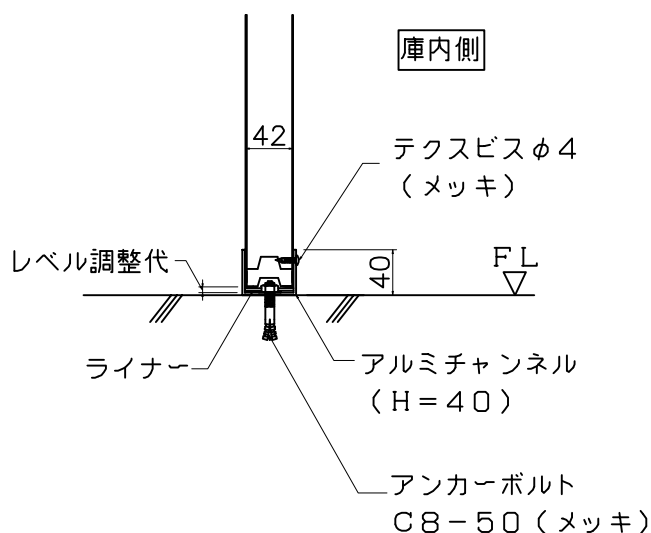 庫内側
42
テクスビスφ4
（メッキ）
レベル調整代
40
FL
ライナー
アルミチャンネル
（H＝40）
アンカーボルト
C8－50（メッキ）